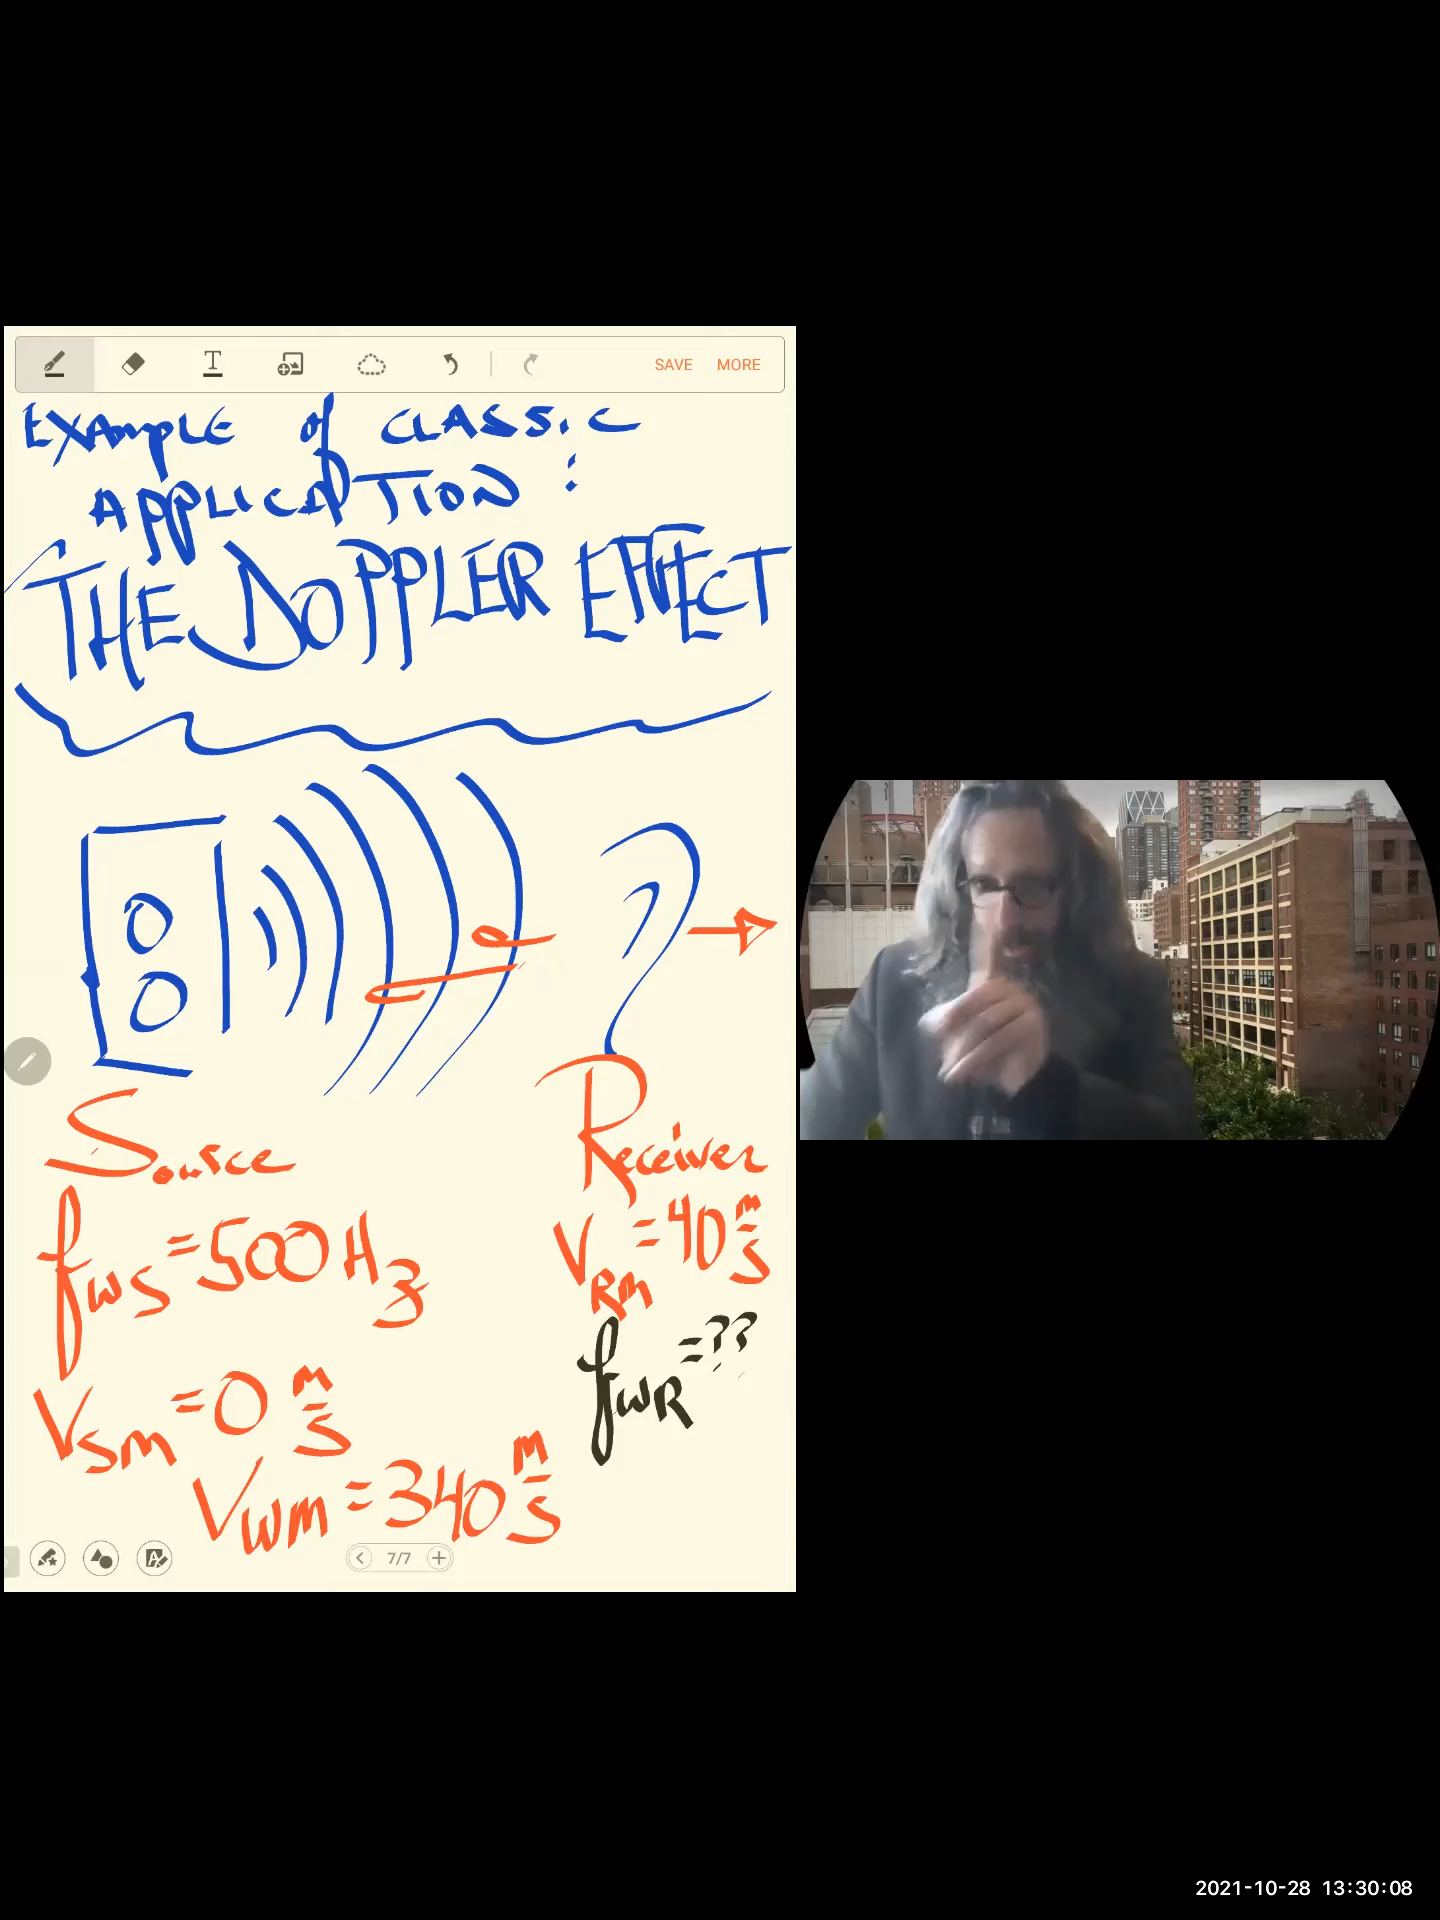 SAVE MORE
EXAMPLE of CLASSIC
APPLICATION :
THE DOPPLER EFFECT
Source
Receiver
fws = 500 Hz
VRM = 40 m/s
fWR = ??
VSM = 0 m/s
VWM = 340 m/s
7/7
2021-10-28 13:30:08